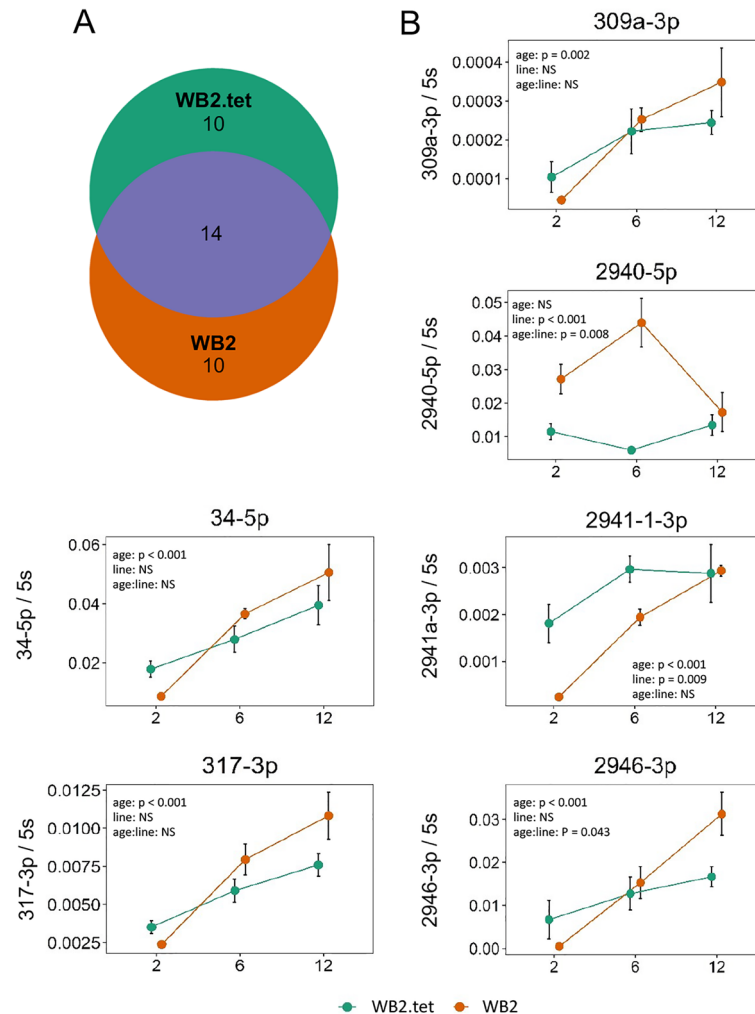 A
WB2.tet
10
14
WB2
10
B
309a-3p
309a-3p / 5s
0.0004
0.0003
0.0002
0.0001
age: p = 0.002
line: NS
age:line: NS
2 6 12
2940-5p
2940-5p / 5s
0.05
0.04
0.03
0.02
0.01
age: NS
line: p < 0.001
age:line: p = 0.008
2 6 12
34-5p
34-5p / 5s
0.06
0.04
0.02
age: p < 0.001
line: NS
age:line: NS
2 6 12
2941-1-3p
2941a-3p / 5s
0.003
0.002
0.001
age: p < 0.001
line: p = 0.009
age:line: NS
2 6 12
317-3p
317-3p / 5s
0.0125
0.0100
0.0075
0.0050
0.0025
age: p < 0.001
line: NS
age:line: NS
2 6 12
2946-3p
2946-3p / 5s
0.03
0.02
0.01
0.00
age: p < 0.001
line: NS
age:line: P = 0.043
2 6 12
WB2.tet WB2